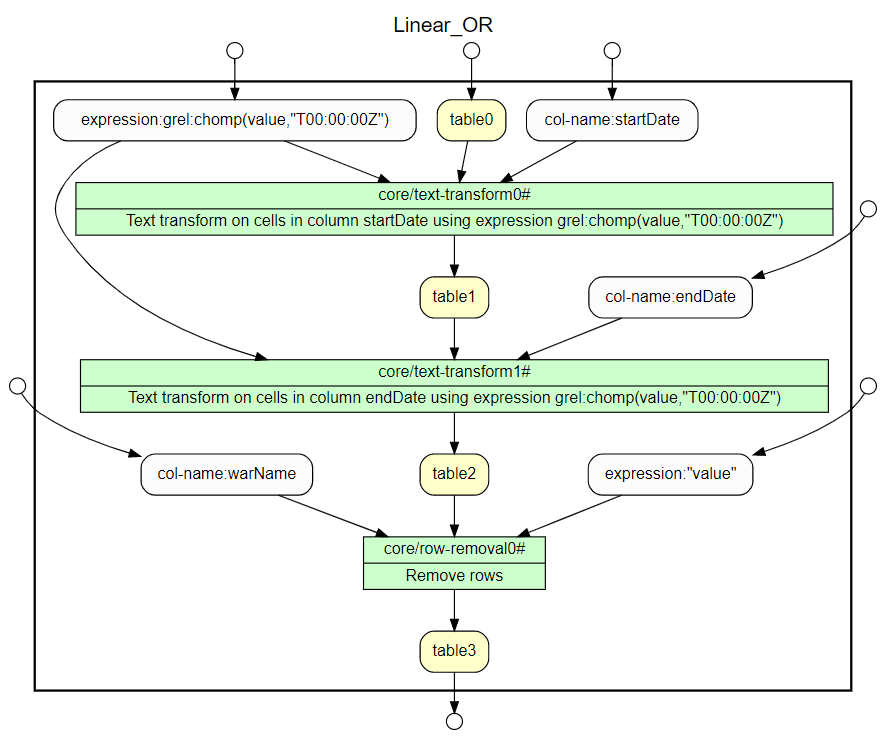 Linear_OR
expression:grel:chomp(value,"T00:00:00Z")
table0
col-name:startDate
core/text-transform0#
Text transform on cells in column startDate using expression grel:chomp(value,"T00:00:00Z")
table1
col-name:endDate
core/text-transform1#
Text transform on cells in column endDate using expression grel:chomp(value,"T00:00:00Z")
col-name:warName
table2
expression:"value"
core/row-removal0#
Remove rows
table3